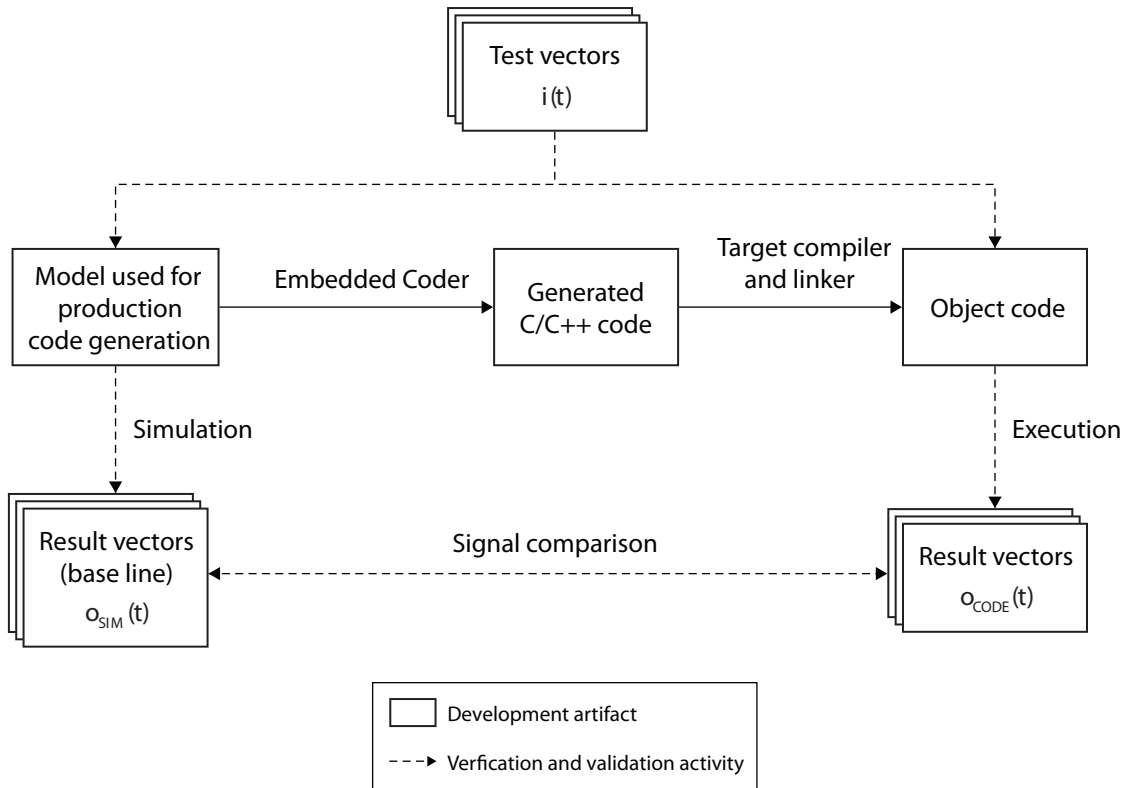 Test vectors
i(t)
Model used for
production
code generation
Embedded Coder
Generated
C/C++ code
Target compiler
and linker
Object code
Simulation
Execution
Result vectors
(base line)
oSIM (t)
Signal comparison
Result vectors
oCODE (t)
Development artifact
Verfication and validation activity